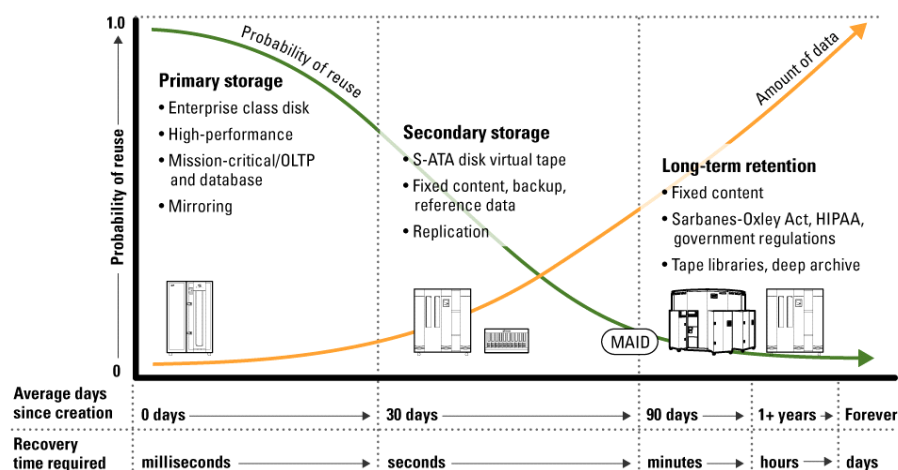 1.0
Probability of reuse
Probability of reuse
Amount of data
Primary storage
• Enterprise class disk
• High-performance
• Mission-critical/OLTP
and database
• Mirroring
Secondary storage
• S-ATA disk virtual tape
• Fixed content, backup,
reference data
• Replication
Long-term retention
• Fixed content
• Sarbanes-Oxley Act, HIPAA,
government regulations
• Tape libraries, deep archive
MAID
0
Average days
since creation
0 days
30 days
90 days
1+ years
Forever
Recovery
time required
milliseconds
seconds
minutes
hours
days